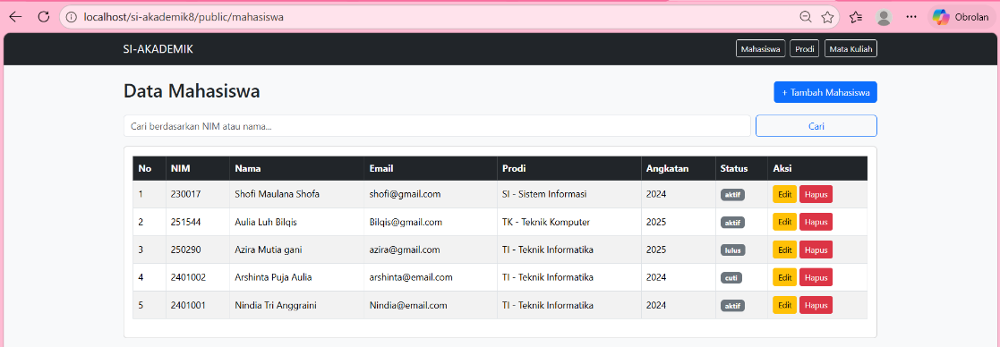 localhost/si-akademik8/public/mahasiswa Obrolan
SI-AKADEMIK Mahasiswa Prodi Mata Kuliah
Data Mahasiswa + Tambah Mahasiswa
Cari berdasarkan NIM atau nama... Cari
No NIM Nama Email Prodi Angkatan Status Aksi
1 230017 Shofi Maulana Shofa shofi@gmail.com SI - Sistem Informasi 2024 aktif Edit Hapus
2 251544 Aulia Luh Bilqis Bilqis@gmail.com TK - Teknik Komputer 2025 aktif Edit Hapus
3 250290 Azira Mutia gani azira@gmail.com TI - Teknik Informatika 2025 lulus Edit Hapus
4 2401002 Arshinta Puja Aulia arshinta@email.com TI - Teknik Informatika 2024 cuti Edit Hapus
5 2401001 Nindia Tri Anggraini Nindia@email.com TI - Teknik Informatika 2024 aktif Edit Hapus